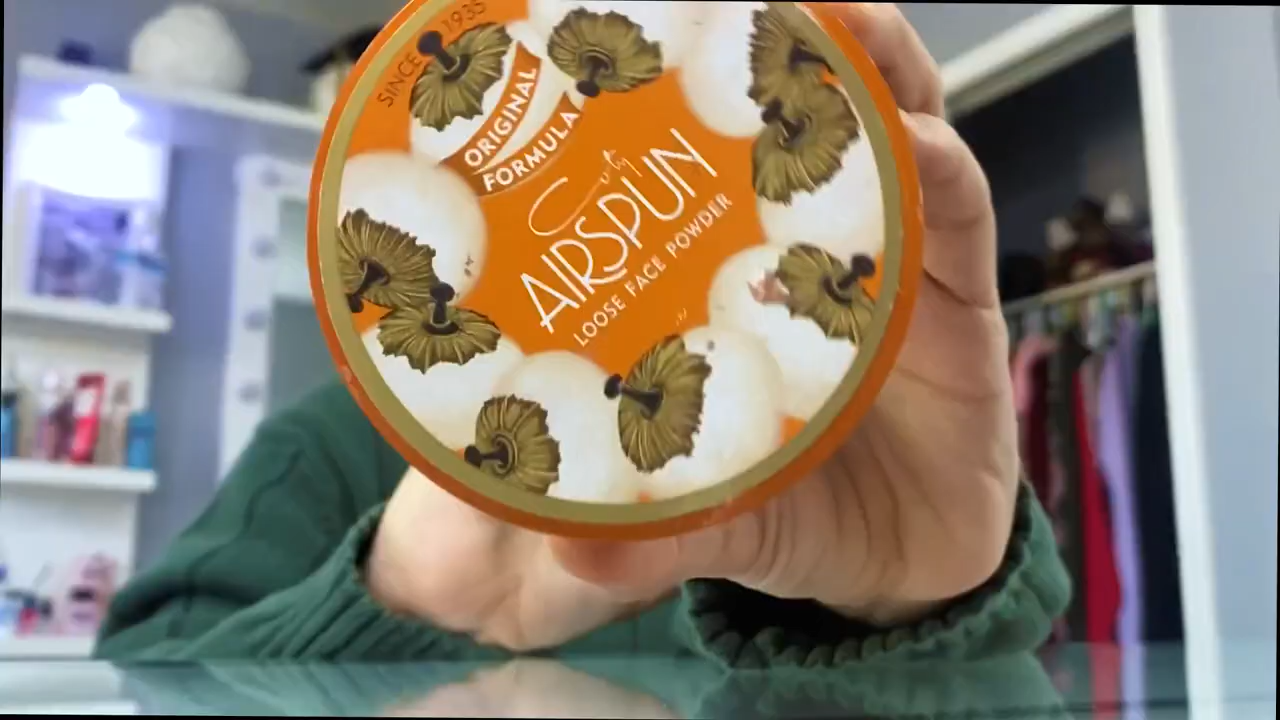 SINCE 1935
ORIGINAL
FORMULA
Coty
AIRSPUN
LOOSE FACE POWDER